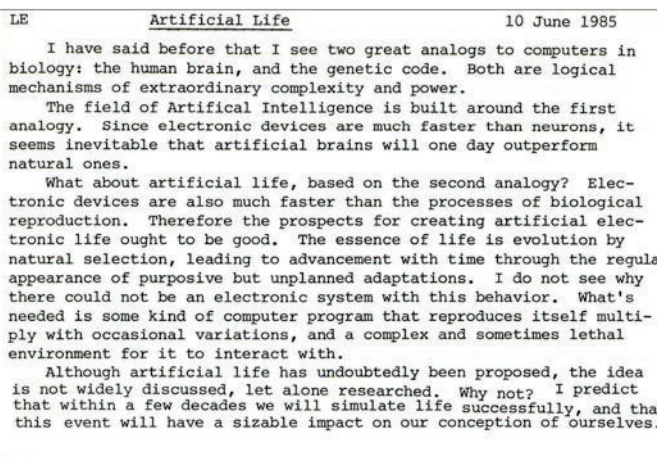 LE Artificial Life 10 June 1985
I have said before that I see two great analogs to computers in
biology: the human brain, and the genetic code. Both are logical
mechanisms of extraordinary complexity and power.
The field of Artifical Intelligence is built around the first
analogy. Since electronic devices are much faster than neurons, it
seems inevitable that artificial brains will one day outperform
natural ones.
What about artificial life, based on the second analogy? Elec-
tronic devices are also much faster than the processes of biological
reproduction. Therefore the prospects for creating artificial elec-
tronic life ought to be good. The essence of life is evolution by
natural selection, leading to advancement with time through the regula
appearance of purposive but unplanned adaptations. I do not see why
there could not be an electronic system with this behavior. What's
needed is some kind of computer program that reproduces itself multi-
ply with occasional variations, and a complex and sometimes lethal
environment for it to interact with.
Although artificial life has undoubtedly been proposed, the idea
is not widely discussed, let alone researched. Why not? I predict
that within a few decades we will simulate life successfully, and tha
this event will have a sizable impact on our conception of ourselves.